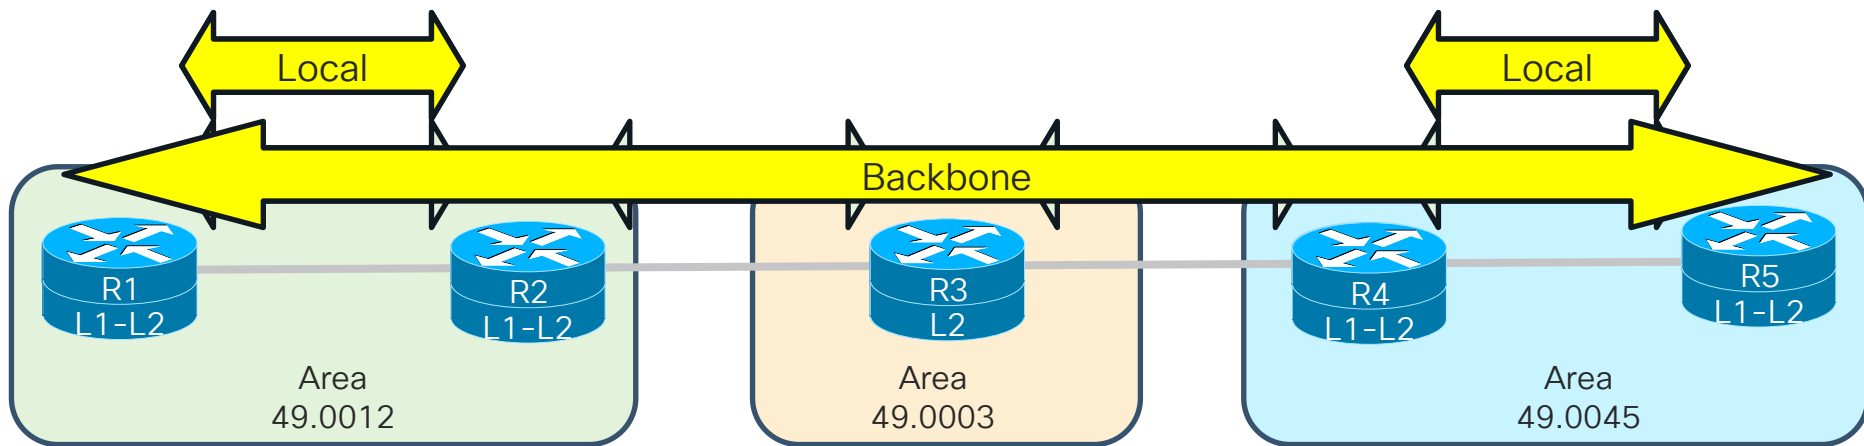 Local
Local
Backbone
R1
L1-L2
R2
L1-L2
R3
L2
R4
L1-L2
R5
L1-L2
Area
49.0012
Area
49.0003
Area
49.0045